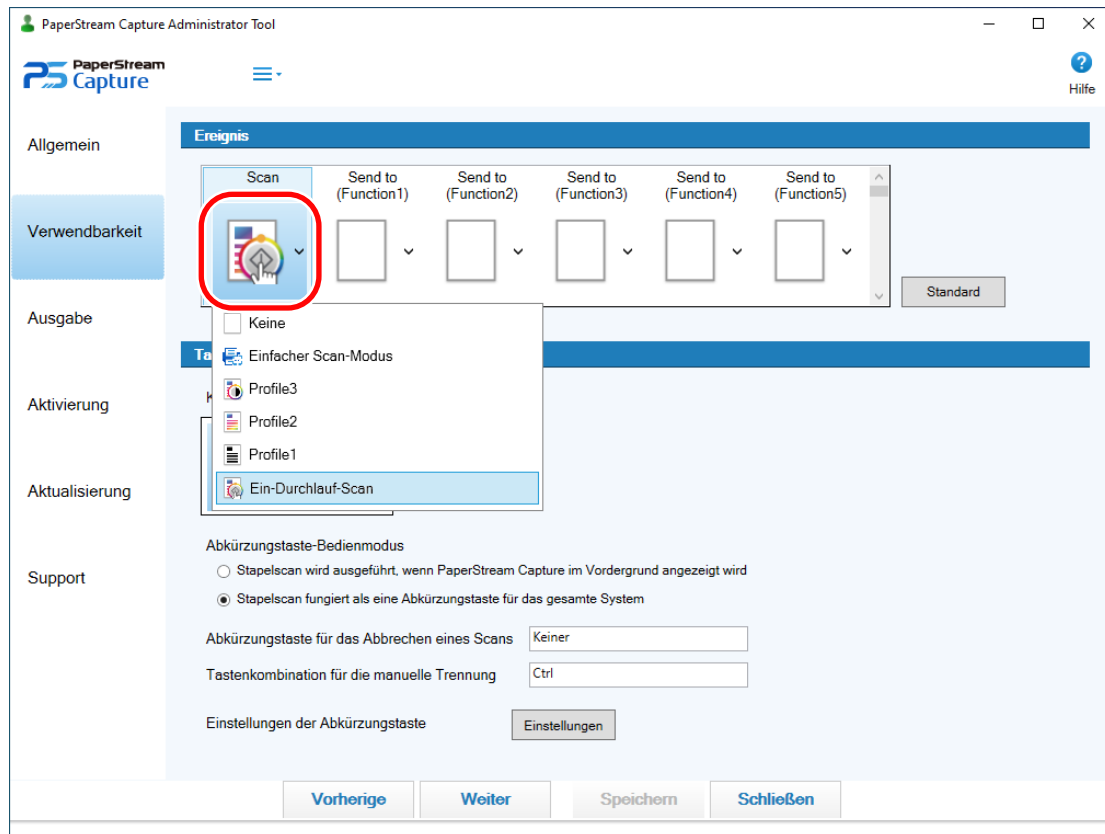 PaperStream Capture Administrator Tool
PaperStream
Capture
Hilfe
Allgemein
Verwendbarkeit
Ausgabe
Aktivierung
Aktualisierung
Support
Ereignis
Scan
Send to
(Function1)
Send to
(Function2)
Send to
(Function3)
Send to
(Function4)
Send to
(Function5)
Standard
Keine
Einfacher Scan-Modus
Profile3
Profile2
Profile1
Ein-Durchlauf-Scan
Ta
Abkürzungstaste-Bedienmodus
Stapelscan wird ausgeführt, wenn PaperStream Capture im Vordergrund angezeigt wird
Stapelscan fungiert als eine Abkürzungstaste für das gesamte System
Abkürzungstaste für das Abbrechen eines Scans Keiner
Tastenkombination für die manuelle Trennung Ctrl
Einstellungen der Abkürzungstaste Einstellungen
Vorherige Weiter Speichern Schließen